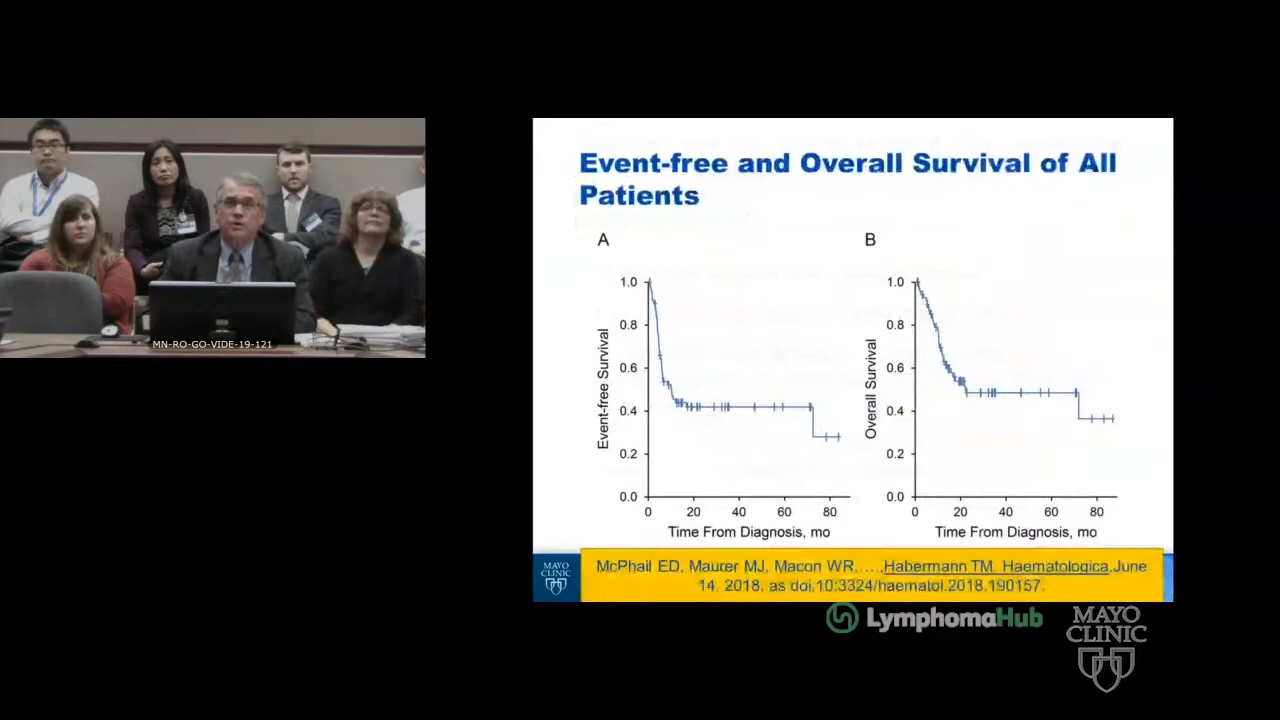 MN-RO-GO-VIDE-19-121
Event-free and Overall Survival of All
Patients
A
B
1.0
0.8
0.6
0.4
0.2
0.0
Event-free Survival
0 20 40 60 80
Time From Diagnosis, mo
1.0
0.8
0.6
0.4
0.2
0.0
Overall Survival
0 20 40 60 80
Time From Diagnosis, mo
MAYO
CLINIC
McPhail ED, Maurer MJ, Macon WR, ....,Habermann TM. Haematologica.June
14. 2018. as doi.10.3324/haematol.2018.190157.
LymphomaHub
MAYO
CLINIC